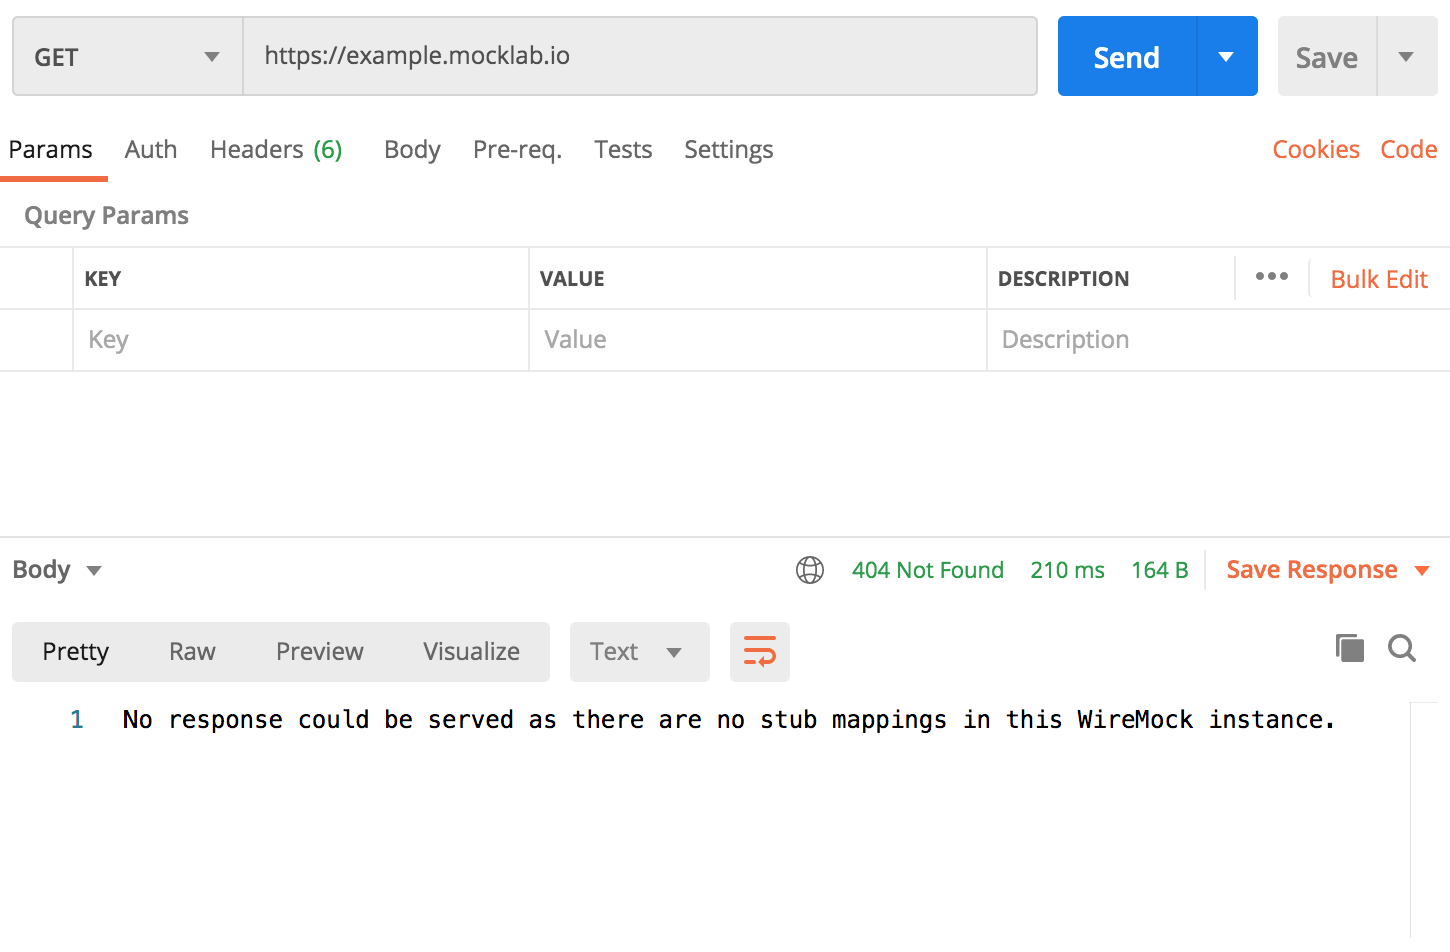 GET https://example.mocklab.io Send Save
Params Auth Headers (6) Body Pre-req. Tests Settings Cookies Code
Query Params
KEY VALUE DESCRIPTION ••• Bulk Edit
Key Value Description
Body 404 Not Found 210 ms 164 B Save Response
Pretty Raw Preview Visualize Text
1 No response could be served as there are no stub mappings in this WireMock instance.